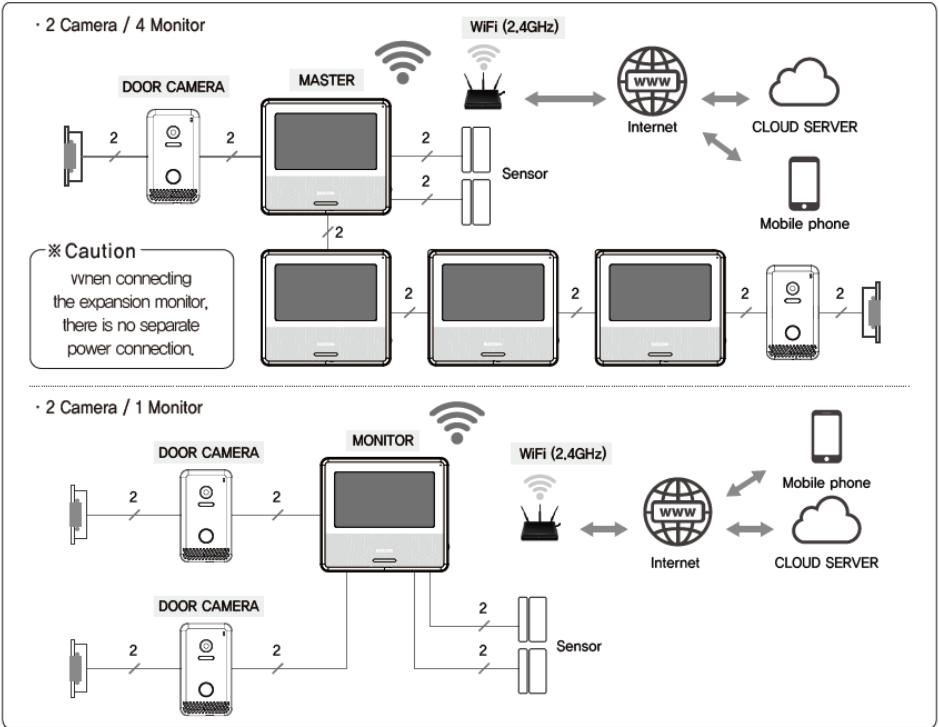 · 2 Camera / 4 Monitor
WiFi (2.4GHz)
DOOR CAMERA
MASTER
WWW
Internet
CLOUD SERVER
2
2
2
2
Sensor
Mobile phone
2
※Caution
When connecting
the expansion monitor,
there is no separate
power connection.
2
2
2
2
· 2 Camera / 1 Monitor
DOOR CAMERA
MONITOR
WiFi (2.4GHz)
Mobile phone
2
2
WWW
Internet
CLOUD SERVER
DOOR CAMERA
2
2
2
2
Sensor